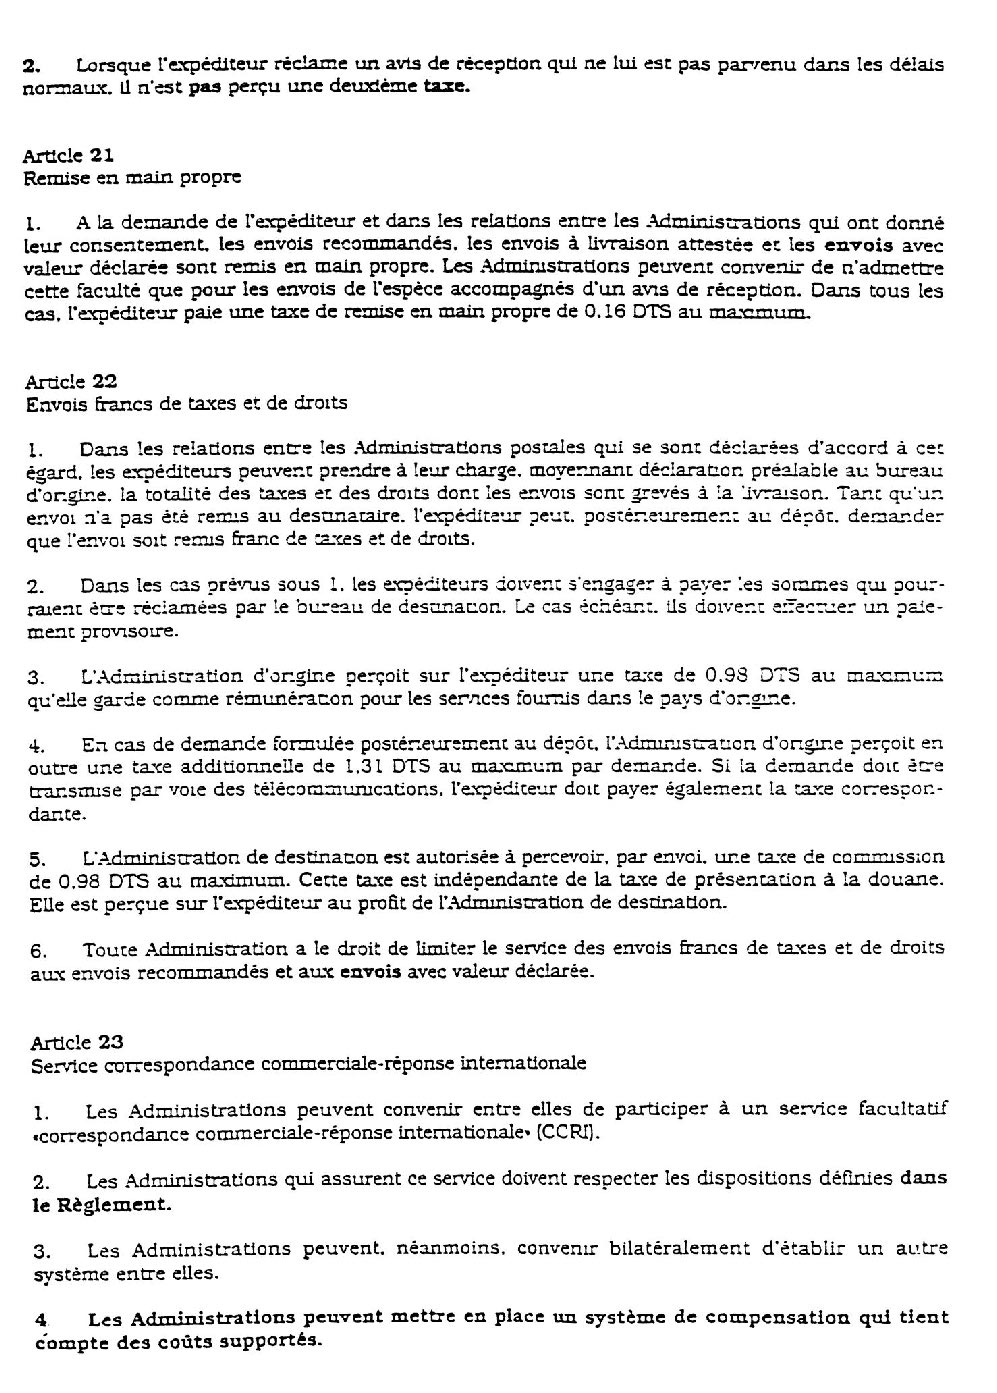 2. Lorsque l'expéditeur réclame un avis de réception qui ne lui est pas parvenu dans les délais
normaux, il n'est pas perçu une deuxième taxe.
Article 21
Remise en main propre
1. A la demande de l'expéditeur et dans les relations entre les Administrations qui ont donné
leur consentement, les envois recommandés, les envois à livraison attestée et les envois avec
valeur déclarée sont remis en main propre. Les Administrations peuvent convenir de n'admettre
cette faculté que pour les envois de l'espèce accompagnés d'un avis de réception. Dans tous les
cas, l'expéditeur paie une taxe de remise en main propre de 0,16 DTS au maximum.
Article 22
Envois francs de taxes et de droits
1. Dans les relations entre les Administrations postales qui se sont déclarées d'accord à cet
égard, les expéditeurs peuvent prendre à leur charge, moyennant déclaration préalable au bureau
d'origine, la totalité des taxes et des droits dont les envois sont grevés à la livraison. Tant qu'un
envoi n'a pas été remis au destinataire, l'expéditeur peut, postérieurement au dépôt, demander
que l'envoi soit remis franc de taxes et de droits.
2. Dans les cas prévus sous 1, les expéditeurs doivent s'engager à payer les sommes qui pour-
raient être réclamées par le bureau de destination. Le cas échéant, ils doivent effectuer un paie-
ment provisoire.
3. L'Administration d'origine perçoit sur l'expéditeur une taxe de 0,98 DTS au maximum
qu'elle garde comme rémunération pour les services fournis dans le pays d'origine.
4. En cas de demande formulée postérieurement au dépôt, l'Administration d'origine perçoit en
outre une taxe additionnelle de 1,31 DTS au maximum par demande. Si la demande doit être
transmise par voie des télécommunications, l'expéditeur doit payer également la taxe correspon-
dante.
5. L'Administration de destination est autorisée à percevoir, par envoi, une taxe de commission
de 0,98 DTS au maximum. Cette taxe est indépendante de la taxe de présentation à la douane.
Elle est perçue sur l'expéditeur au profit de l'Administration de destination.
6. Toute Administration a le droit de limiter le service des envois francs de taxes et de droits
aux envois recommandés et aux envois avec valeur déclarée.
Article 23
Service correspondance commerciale-réponse internationale
1. Les Administrations peuvent convenir entre elles de participer à un service facultatif
«correspondance commerciale-réponse internationale» (CCRI).
2. Les Administrations qui assurent ce service doivent respecter les dispositions définies dans
le Règlement.
3. Les Administrations peuvent, néanmoins, convenir bilatéralement d'établir un autre
système entre elles.
4. Les Administrations peuvent mettre en place un système de compensation qui tient
compte des coûts supportés.